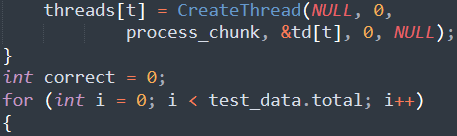 threads[t] = CreateThread(NULL, 0,
process_chunk, &td[t], 0, NULL);
}
int correct = 0;
for (int i = 0; i < test_data.total; i++)
{